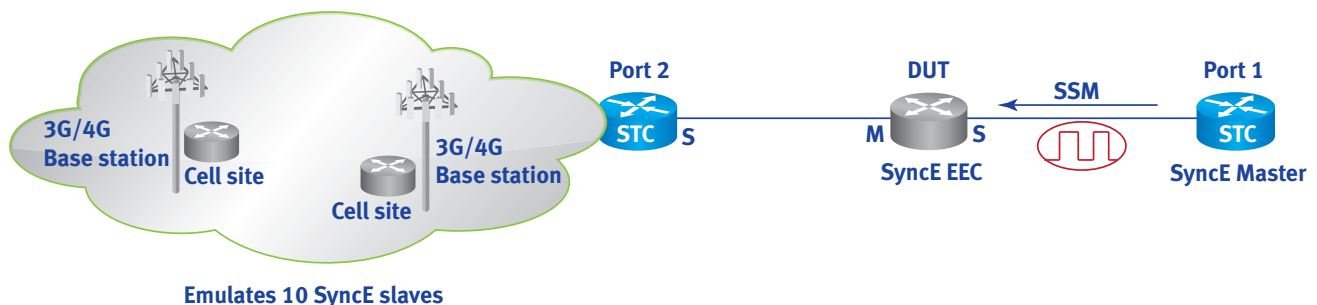 Port 2
DUT
Port 1
SSM
3G/4G
Base station
Cell site
3G/4G
Base station
Cell site
STC
S
M
S
STC
SyncE EEC
SyncE Master
Emulates 10 SyncE slaves